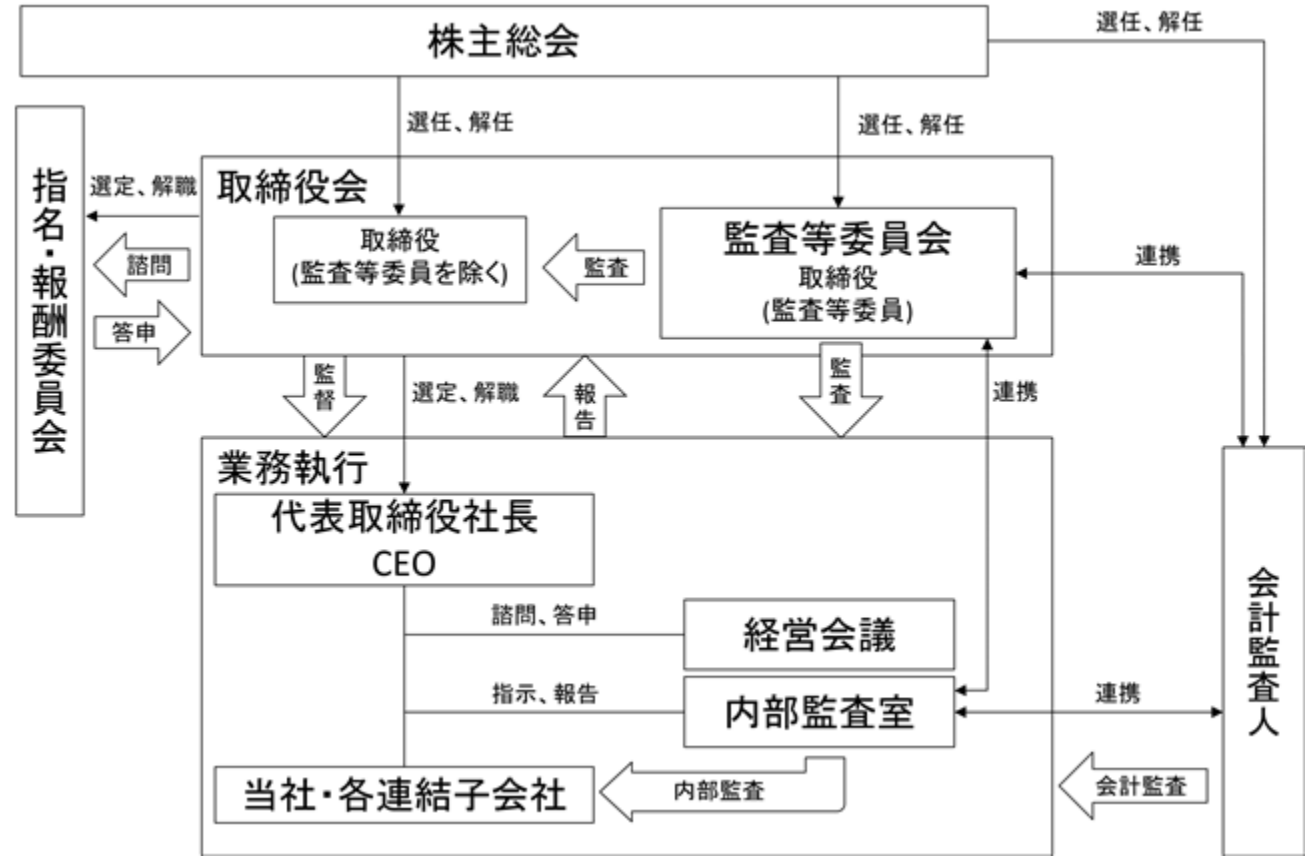 株主総会
選任、解任
選任、解任
選任、解任
指名・報酬委員会
選定、解職
諮問
答申
取締役会
取締役
(監査等委員を除く)
監査
監査等委員会
取締役
(監査等委員)
連携
監督
選定、解職
報告
監査
連携
業務執行
代表取締役社長
CEO
諮問、答申
経営会議
指示、報告
内部監査室
連携
当社・各連結子会社
内部監査
会計監査
会計監査人